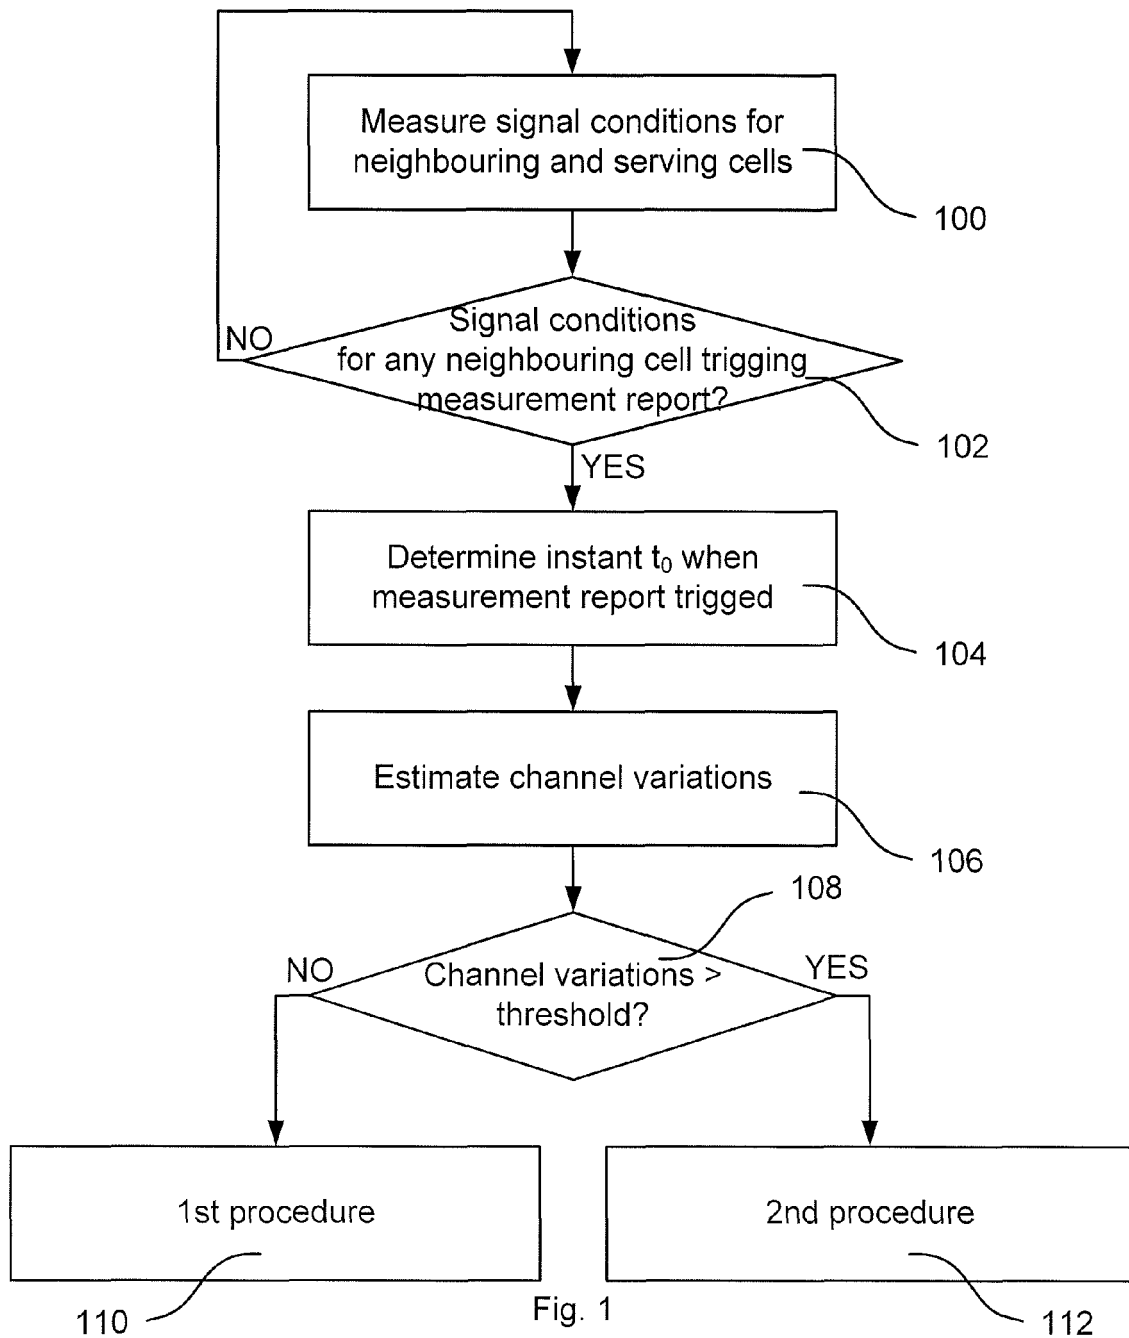 Measure signal conditions for
neighbouring and serving cells
100
Signal conditions
for any neighbouring cell trigging
measurement report?
NO
102
YES
Determine instant t₀ when
measurement report trigged
104
Estimate channel variations
106
108
NO
Channel variations >
threshold?
YES
1st procedure
2nd procedure
110
Fig. 1
112